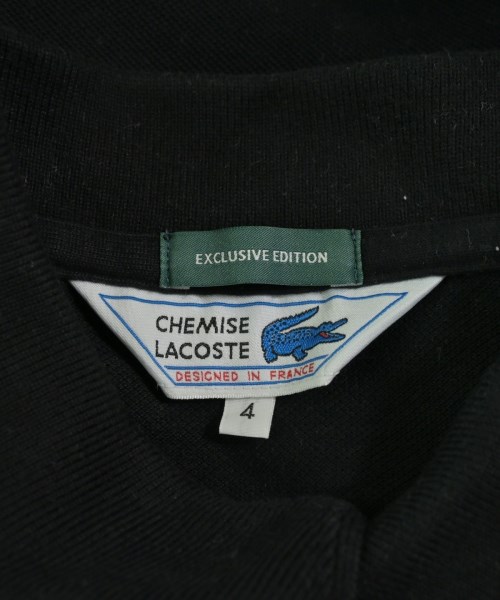 EXCLUSIVE EDITION
CHEMISE
LACOSTE
DESIGNED IN FRANCE
4